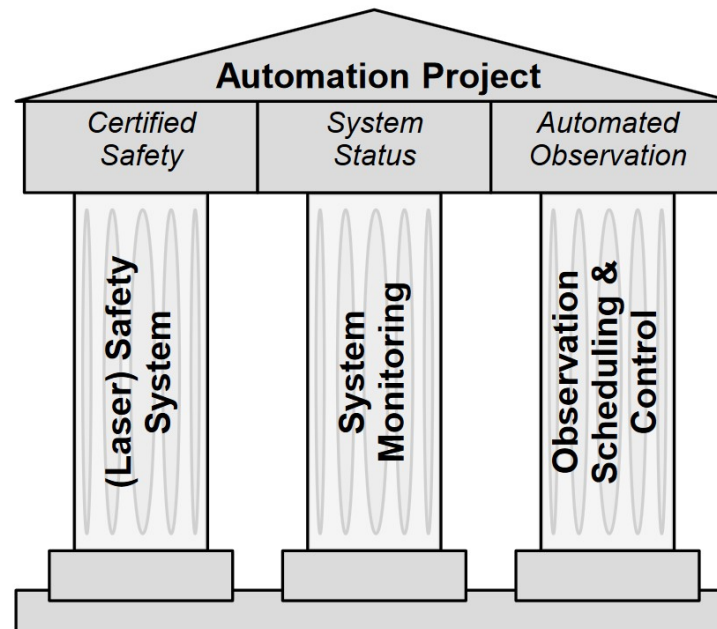 Automation Project
Certified
Safety
System
Status
Automated
Observation
(Laser) Safety
System
System
Monitoring
Observation
Scheduling &
Control